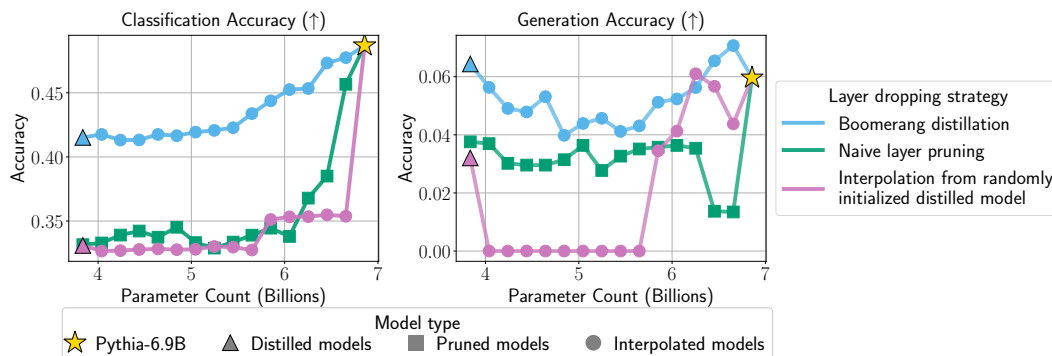 Classification Accuracy (↑)
Accuracy
0.45
0.40
0.35
4 5 6 7
Parameter Count (Billions)
Generation Accuracy (↑)
Accuracy
0.06
0.04
0.02
0.00
4 5 6 7
Parameter Count (Billions)
Layer dropping strategy
Boomerang distillation
Naive layer pruning
Interpolation from randomly
initialized distilled model
Model type
Pythia-6.9B Distilled models Pruned models Interpolated models